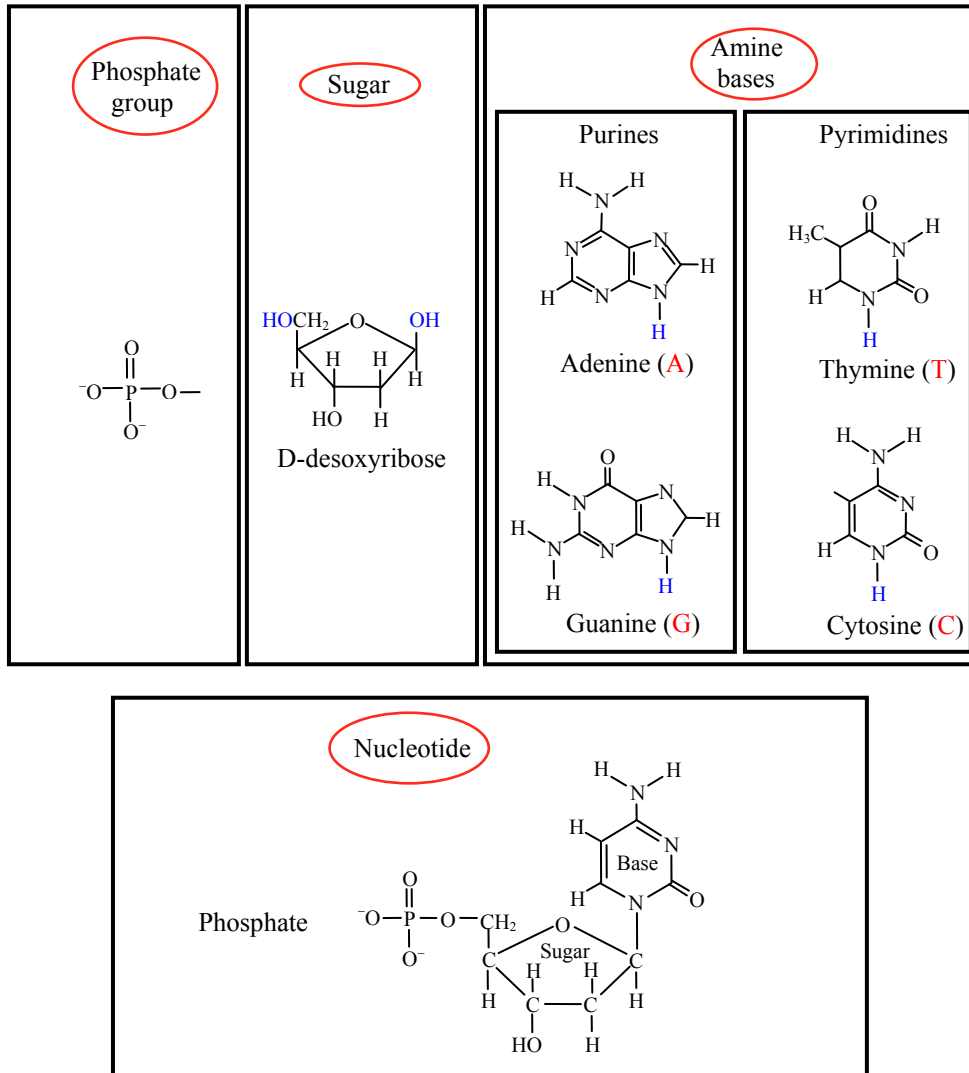 Phosphate
group
Sugar
Amine
bases
Purines
Pyrimidines
O
⁻O P O
O⁻
HOCH₂ O OH
H H H H
HO H
D-desoxyribose
H H
N
N N
H
H N N
H
Adenine (A)
O
H₃C H
N
H N O
H
Thymine (T)
O
H N N
H H
N N N
H H
Guanine (G)
H H
N
N
H N O
H
Cytosine (C)
Nucleotide
H H
N
H
N
Base
H
N O
Phosphate
O
⁻O P O CH₂ O
O⁻
Sugar
C C
H H H H
C C
HO H